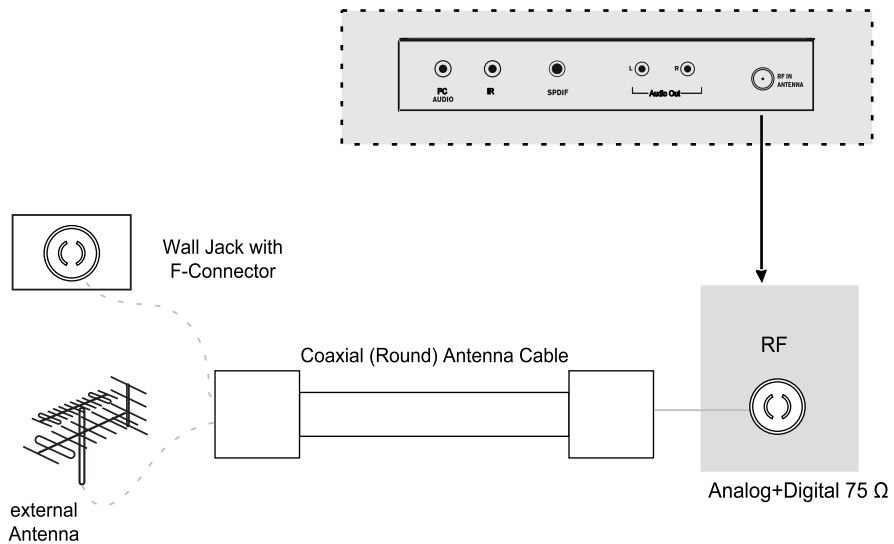 L R RF IN
PC IR SPDIF ANTENNA
AUDIO Audio Out
Wall Jack with
F-Connector
Coaxial (Round) Antenna Cable
RF
Analog+Digital 75 Ω
external
Antenna